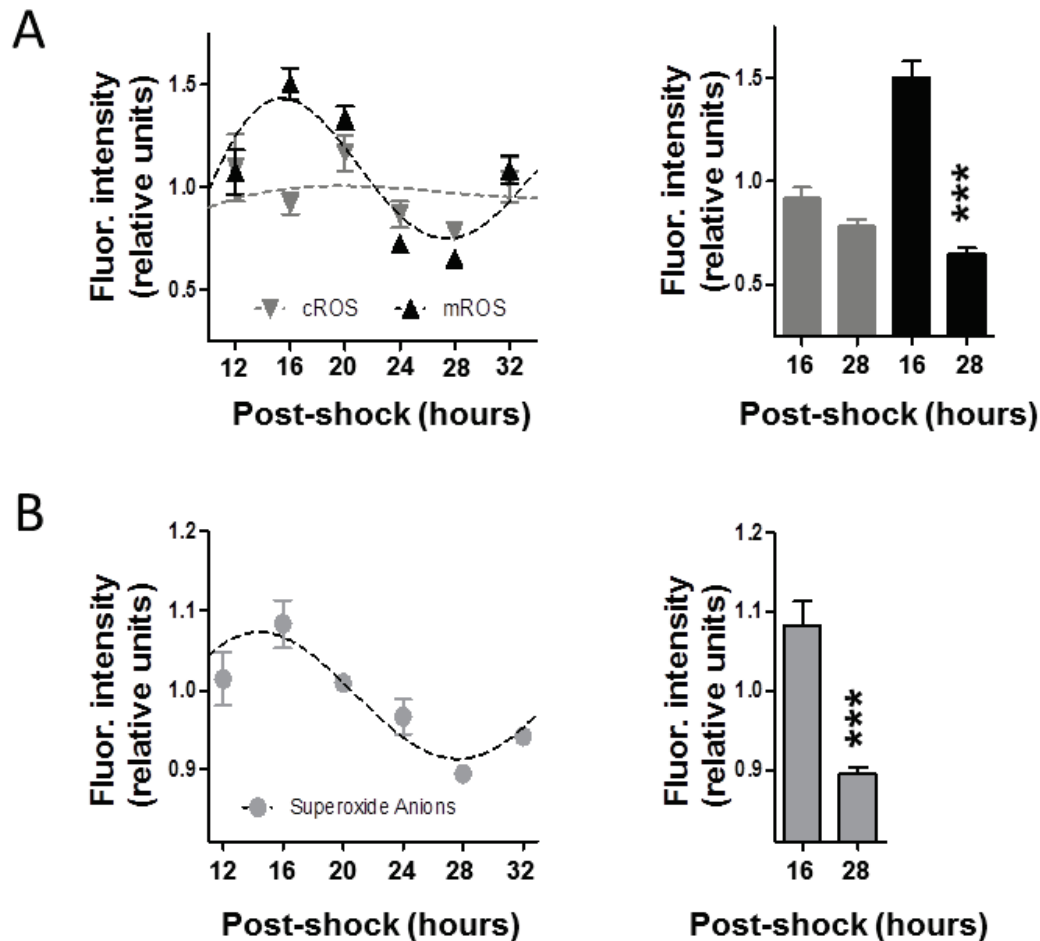 A
Fluor. intensity
(relative units)
1.5
1.0
0.5
cROS
mROS
12 16 20 24 28 32
Post-shock (hours)
Fluor. intensity
(relative units)
1.5
1.0
0.5
***
16 28 16 28
Post-shock (hours)
B
Fluor. intensity
(relative units)
1.2
1.1
1.0
0.9
Superoxide Anions
12 16 20 24 28 32
Post-shock (hours)
Fluor. intensity
(relative units)
1.2
1.1
1.0
0.9
***
16 28
Post-shock (hours)